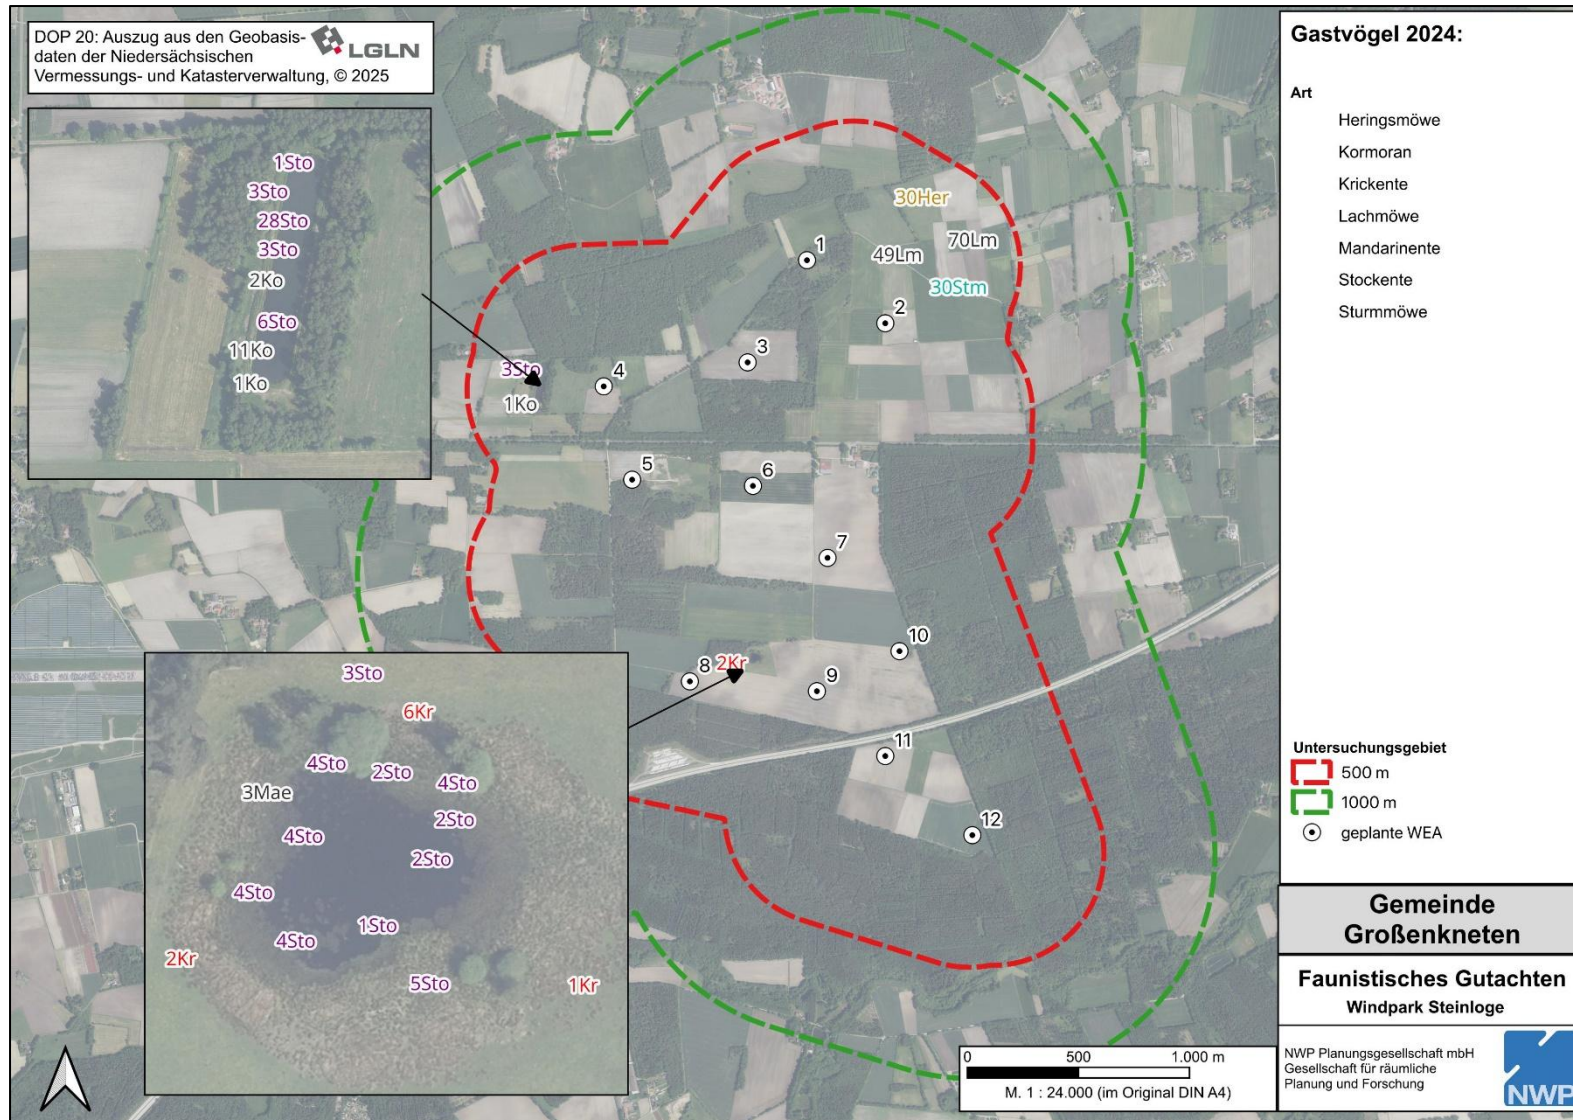 DOP 20: Auszug aus den Geobasis-
daten der Niedersächsischen
Vermessungs- und Katasterverwaltung, © 2025
LGLN
1Sto
3Sto
28Sto
3Sto
2Ko
6Sto
11Ko
1Ko
30Her
70Lm
49Lm
30Stm
1
2
3
3Sto
4
1Ko
5
6
7
10
2Kr
8
9
11
12
3Sto
6Kr
4Sto
2Sto
4Sto
3Mae
2Sto
4Sto
2Sto
4Sto
1Sto
4Sto
2Kr
5Sto
1Kr
0
500
1.000 m
M. 1 : 24.000 (im Original DIN A4)
Gastvögel 2024:
Art
Heringsmöwe
Kormoran
Krickente
Lachmöwe
Mandarinente
Stockente
Sturmmöwe
Untersuchungsgebiet
500 m
1000 m
geplante WEA
Gemeinde
Großenkneten
Faunistisches Gutachten
Windpark Steinloge
NWP Planungsgesellschaft mbH
Gesellschaft für räumliche
Planung und Forschung
NWP